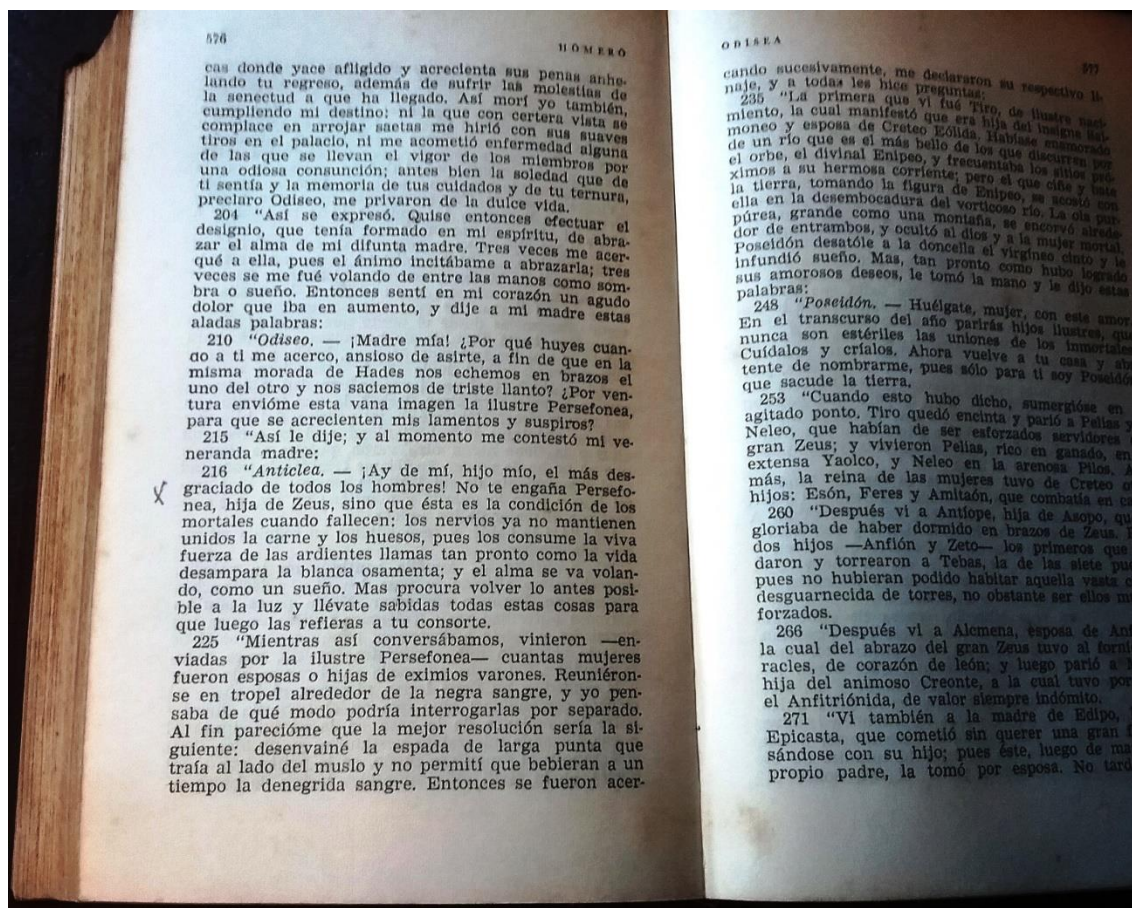 576
HOMERO
cas donde yace afligido y acrecienta sus penas anhe-
lando tu regreso, además de sufrir las molestias de
la senectud a que ha llegado. Así morí yo también,
cumpliendo mi destino: ni la que con certera vista se
complace en arrojar saetas me hirió con sus suaves
tiros en el palacio, ni me acometió enfermedad alguna
de las que se llevan el vigor de los miembros por
una odiosa consunción; antes bien la soledad que de
ti sentía y la memoria de tus cuidados y de tu ternura,
preclaro Odiseo, me privaron de la dulce vida.
204 "Así se expresó. Quise entonces efectuar el
designio, que tenía formado en mi espíritu, de abra-
zar el alma de mi difunta madre. Tres veces me acer-
qué a ella, pues el ánimo incitábame a abrazarla; tres
veces se me fué volando de entre las manos como som-
bra o sueño. Entonces sentí en mi corazón un agudo
dolor que iba en aumento, y dije a mi madre estas
aladas palabras:
210 "Odiseo. — ¡Madre mía! ¿Por qué huyes cuan-
do a ti me acerco, ansioso de asirte, a fin de que en la
misma morada de Hades nos echemos en brazos el
uno del otro y nos saciemos de triste llanto? ¿Por ven-
tura envióme esta vana imagen la ilustre Persefonea,
para que se acrecienten mis lamentos y suspiros?
215 "Así le dije; y al momento me contestó mi ve-
neranda madre:
216 "Anticlea. — ¡Ay de mí, hijo mío, el más des-
graciado de todos los hombres! No te engaña Persefo-
nea, hija de Zeus, sino que ésta es la condición de los
mortales cuando fallecen: los nervios ya no mantienen
unidos la carne y los huesos, pues los consume la viva
fuerza de las ardientes llamas tan pronto como la vida
desampara la blanca osamenta; y el alma se va volan-
do, como un sueño. Mas procura volver lo antes posi-
ble a la luz y llévate sabidas todas estas cosas para
que luego las refieras a tu consorte.
225 "Mientras así conversábamos, vinieron —en-
viadas por la ilustre Persefonea— cuantas mujeres
fueron esposas o hijas de eximios varones. Reuniéron-
se en tropel alrededor de la negra sangre, y yo pen-
saba de qué modo podría interrogarlas por separado.
Al fin parecióme que la mejor resolución sería la si-
guiente: desenvainé la espada de larga punta que
traía al lado del muslo y no permití que bebieran a un
tiempo la denegrida sangre. Entonces se fueron acer-
ODISEA
577
cando sucesivamente, me declararon su respectivo li-
naje, y a todas les hice preguntas:
235 "La primera que vi fué Tiro, de ilustre naci-
miento, la cual manifestó que era hija del insigne Sal-
moneo y esposa de Creteo Eólida. Habíase enamorado
de un río que es el más bello de los que discurren por
el orbe, el divinal Enipeo, y frecuentaba los sitios pró-
ximos a su hermosa corriente; pero el que ciñe y bate
la tierra, tomando la figura de Enipeo, se acostó con
ella en la desembocadura del vorticoso río. La ola pur-
púrea, grande como una montaña, se encorvó alrede-
dor de entrambos, y ocultó al dios y a la mujer mortal.
Poseidón desatóle a la doncella el virgíneo cinto y le
infundió sueño. Mas, tan pronto como hubo logrado
sus amorosos deseos, le tomó la mano y le dijo estas
palabras:
248 "Poseidón. — Huélgate, mujer, con este amor.
En el transcurso del año parirás hijos ilustres, que
nunca son estériles las uniones de los inmortales.
Cuídalos y críalos. Ahora vuelve a tu casa y abs
tente de nombrarme, pues sólo para ti soy Poseidón
que sacude la tierra.
253 "Cuando esto hubo dicho, sumergióse en
agitado ponto. Tiro quedó encinta y parió a Pelias y
Neleo, que habían de ser esforzados servidores
gran Zeus; y vivieron Pelias, rico en ganado, en
extensa Yaolco, y Neleo en la arenosa Pilos. A
más, la reina de las mujeres tuvo de Creteo
hijos: Esón, Feres y Amitaón, que combatía en
260 "Después vi a Antíope, hija de Asopo, qu
gloriaba de haber dormido en brazos de Zeus.
dos hijos —Anfión y Zeto— los primeros que
daron y torrearon a Tebas, la de las siete
pues no hubieran podido habitar aquella vasta
desguarnecida de torres, no obstante ser ellos
forzados.
266 "Después vi a Alcmena, esposa de Anf
la cual del abrazo del gran Zeus tuvo al forni
racles, de corazón de león; y luego parió a
hija del animoso Creonte, a la cual tuvo por
el Anfitriónida, de valor siempre indómito.
271 "Vi también a la madre de Edipo,
Epicasta, que cometió sin querer una gran
sándose con su hijo; pues éste, luego de ma
propio padre, la tomó por esposa. No tard